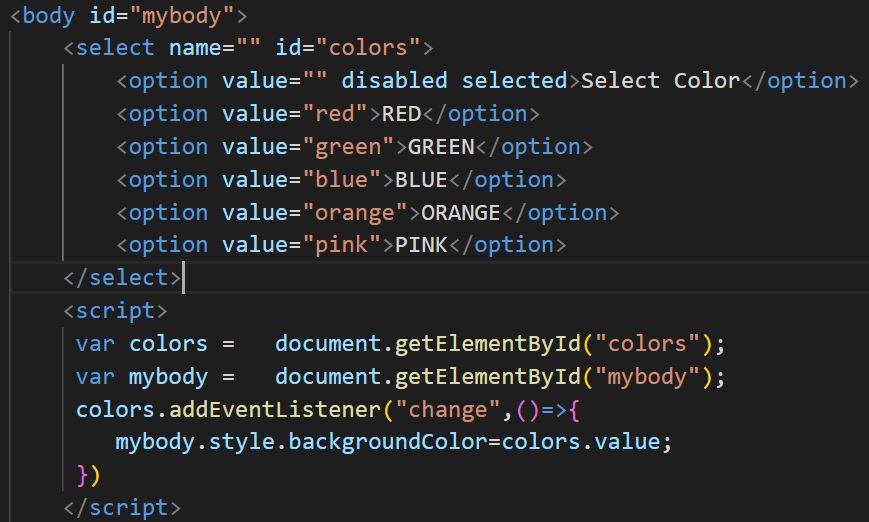 <body id="mybody">
    <select name="" id="colors">
        <option value="" disabled selected>Select Color</option>
        <option value="red">RED</option>
        <option value="green">GREEN</option>
        <option value="blue">BLUE</option>
        <option value="orange">ORANGE</option>
        <option value="pink">PINK</option>
    </select>
    <script>
     var colors =   document.getElementById("colors");
     var mybody =   document.getElementById("mybody");
     colors.addEventListener("change",()=>{
        mybody.style.backgroundColor=colors.value;
     })
    </script>